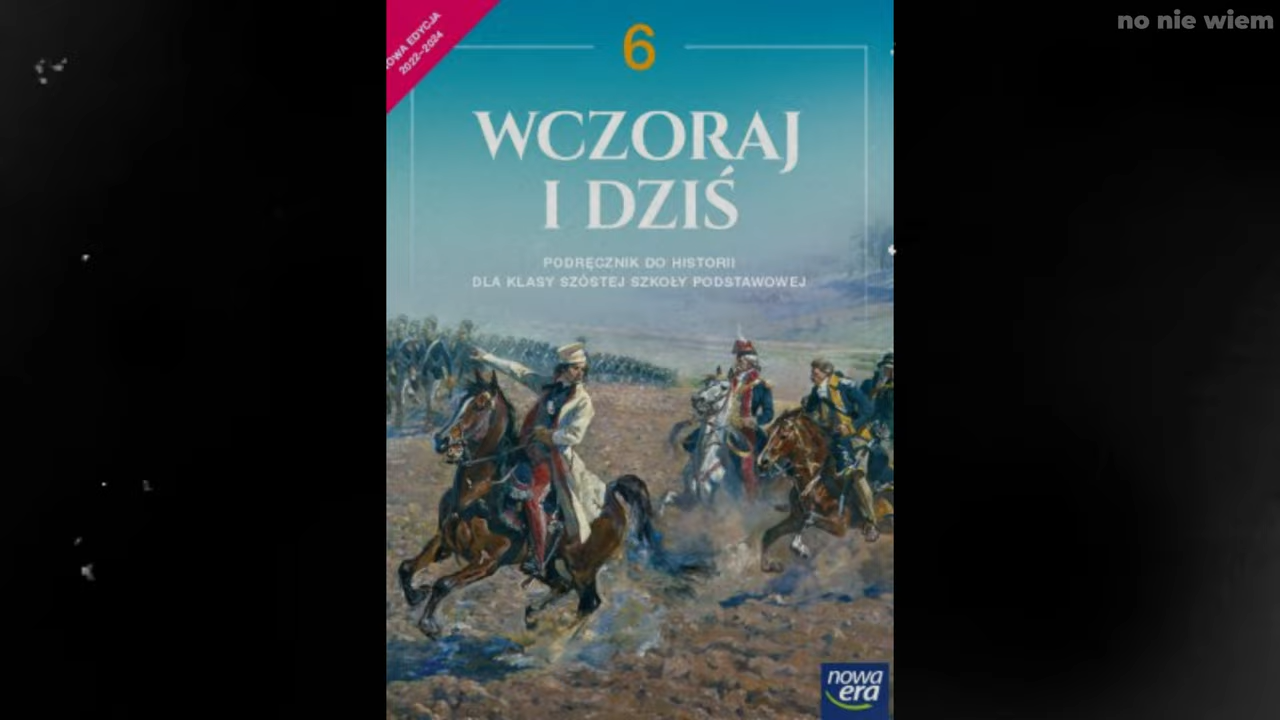 no nie wiem
OWA EDYCJA
2022–2024
6
WCZORAJ
I DZIŚ
PODRĘCZNIK DO HISTORII
DLA KLASY SZÓSTEJ SZKOŁY PODSTAWOWEJ
nowa
era